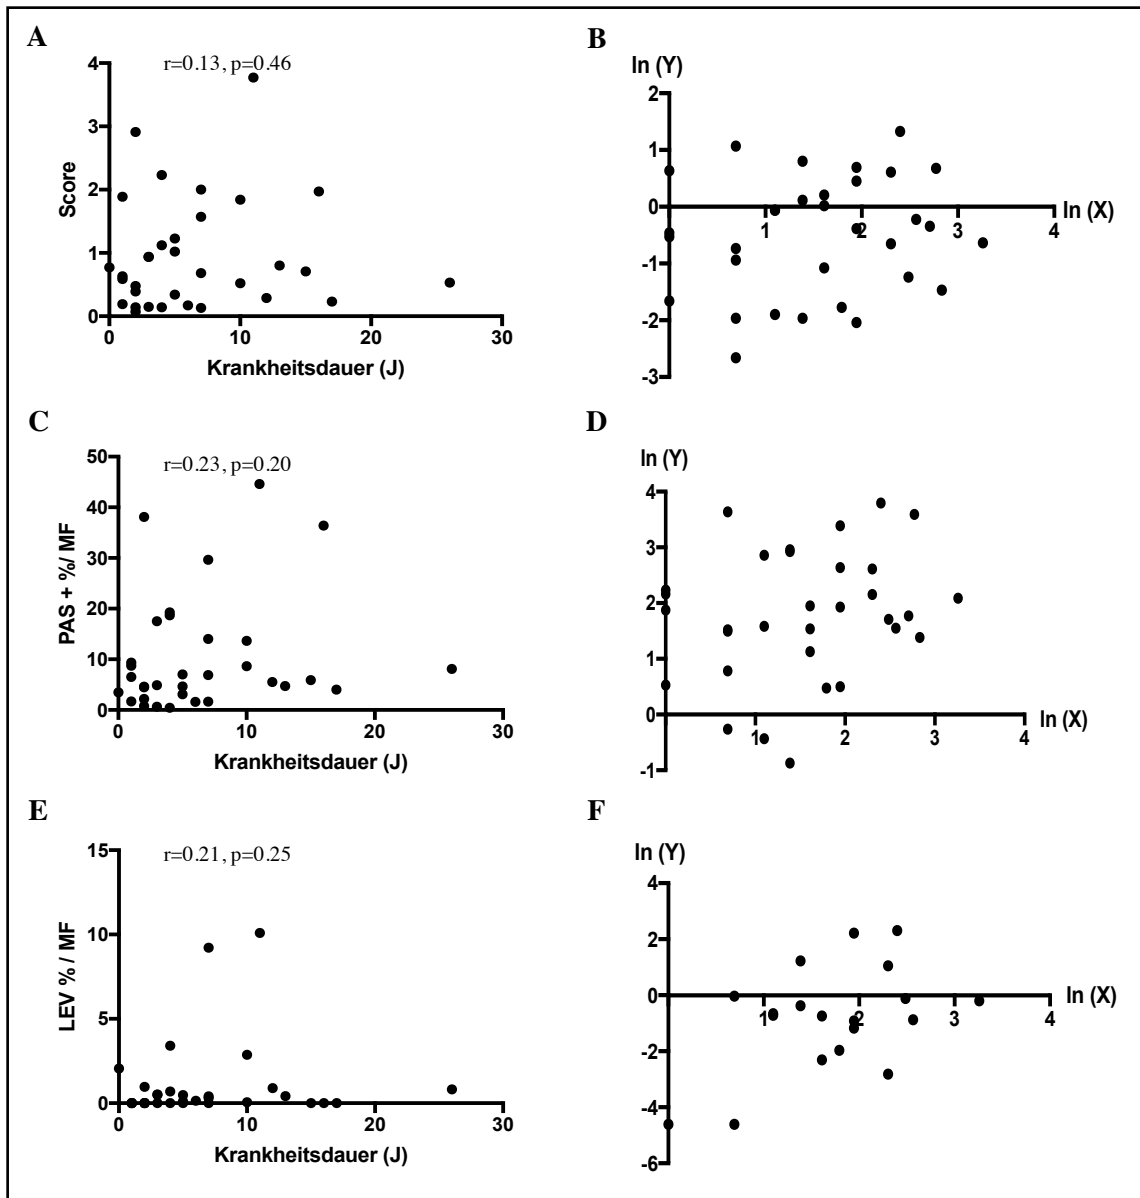 A
r=0.13, p=0.46
4
3
2
1
0
Score
0 10 20 30
Krankheitsdauer (J)
B
ln (Y)
2
1
0
-1
-2
-3
1 2 3 4
ln (X)
C
r=0.23, p=0.20
50
40
30
20
10
0
PAS + %/ MF
0 10 20 30
Krankheitsdauer (J)
D
ln (Y)
4
3
2
1
0
-1
1 2 3 4
ln (X)
E
r=0.21, p=0.25
15
10
5
0
LEV % / MF
0 10 20 30
Krankheitsdauer (J)
F
ln (Y)
4
2
0
-2
-4
-6
1 2 3 4
ln (X)